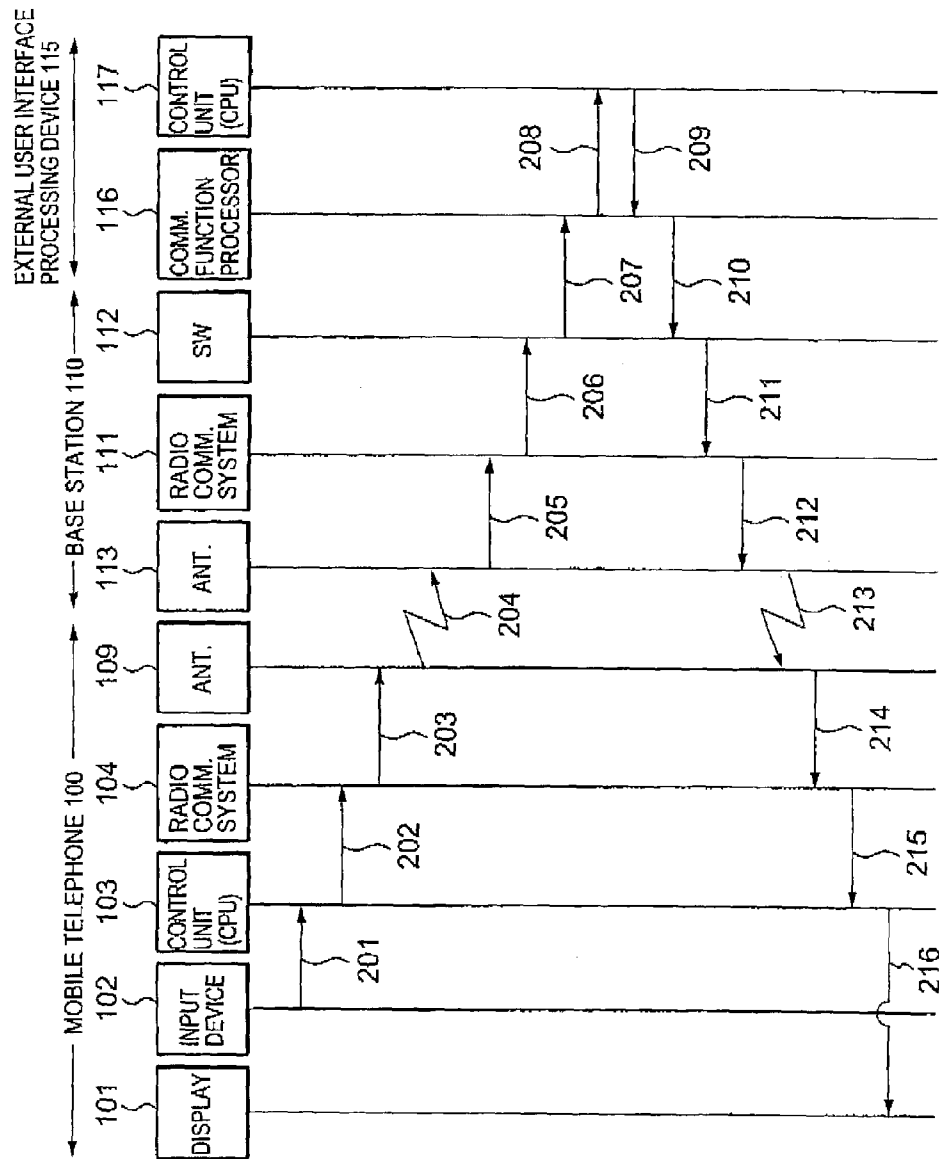 MOBILE TELEPHONE 100
BASE STATION 110
EXTERNAL USER INTERFACE
PROCESSING DEVICE 115
101
102
103
104
109
113
111
112
116
117
DISPLAY
INPUT
DEVICE
CONTROL
UNIT
(CPU)
RADIO
COMM.
SYSTEM
ANT.
ANT.
RADIO
COMM.
SYSTEM
SW
COMM.
FUNCTION
PROCESSOR
CONTROL
UNIT
(CPU)
201
202
203
204
205
206
207
208
209
210
211
212
213
214
215
216